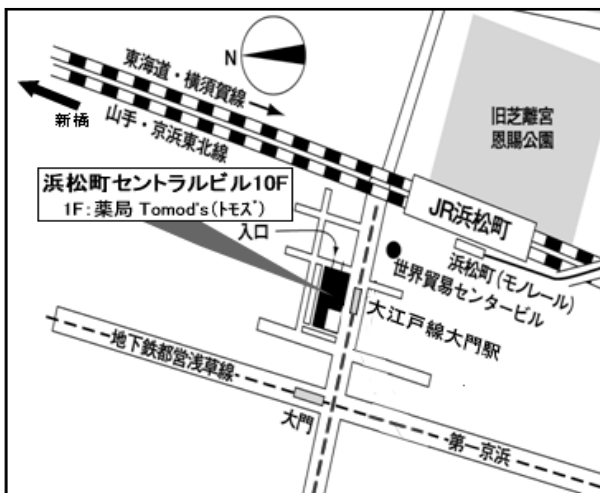 N
東海道・横須賀線
新橋
山手・京浜東北線
旧芝離宮
恩賜公園
浜松町セントラルビル10F
1F:薬局 Tomod's(トモズ)
入口
JR浜松町
浜松町(モノレール)
世界貿易センタービル
大江戸線大門駅
地下鉄都営浅草線
大門
第一京浜